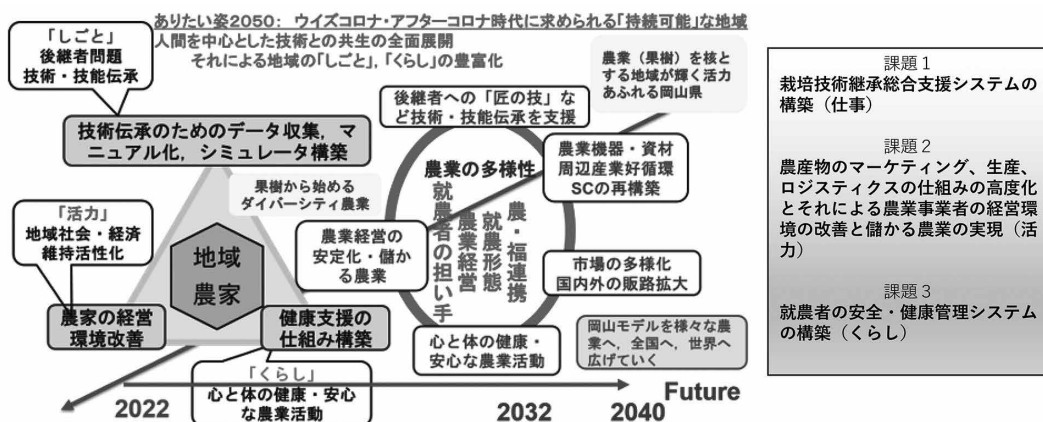 ありたい姿2050： ウイズコロナ・アフターコロナ時代に求められる「持続可能」な地域
人間を中心とした技術との共生の全面展開
それによる地域の「しごと」，「くらし」の豊富化
「しごと」
後継者問題
技術・技能伝承
技術伝承のためのデータ収集，マ
ニュアル化，シミュレータ構築
「活力」
地域社会・経済
維持活性化
果樹から始める
ダイバーシティ農業
地域
農家
農家の経営
環境改善
健康支援の
仕組み構築
「くらし」
心と体の健康・安心
な農業活動
農業（果樹）を核と
する地域が輝く活力
あふれる岡山県
後継者への「匠の技」な
ど技術・技能伝承を支援
農業の多様性
農・福連携
就農形態
農業経営
就農者の担い手
農業機器・資材
周辺産業好循環
SCの再構築
農業経営の
安定化・儲か
る農業
市場の多様化
国内外の販路拡大
心と体の健康・
安心な農業活動
岡山モデルを様々な農
業へ，全国へ，世界へ
広げていく
2022
2032
2040
Future
課題１
栽培技術継承総合支援システムの
構築（仕事）
課題２
農産物のマーケティング、生産、
ロジスティクスの仕組みの高度化
とそれによる農業事業者の経営環
境の改善と儲かる農業の実現（活
力）
課題３
就農者の安全・健康管理システム
の構築（くらし）